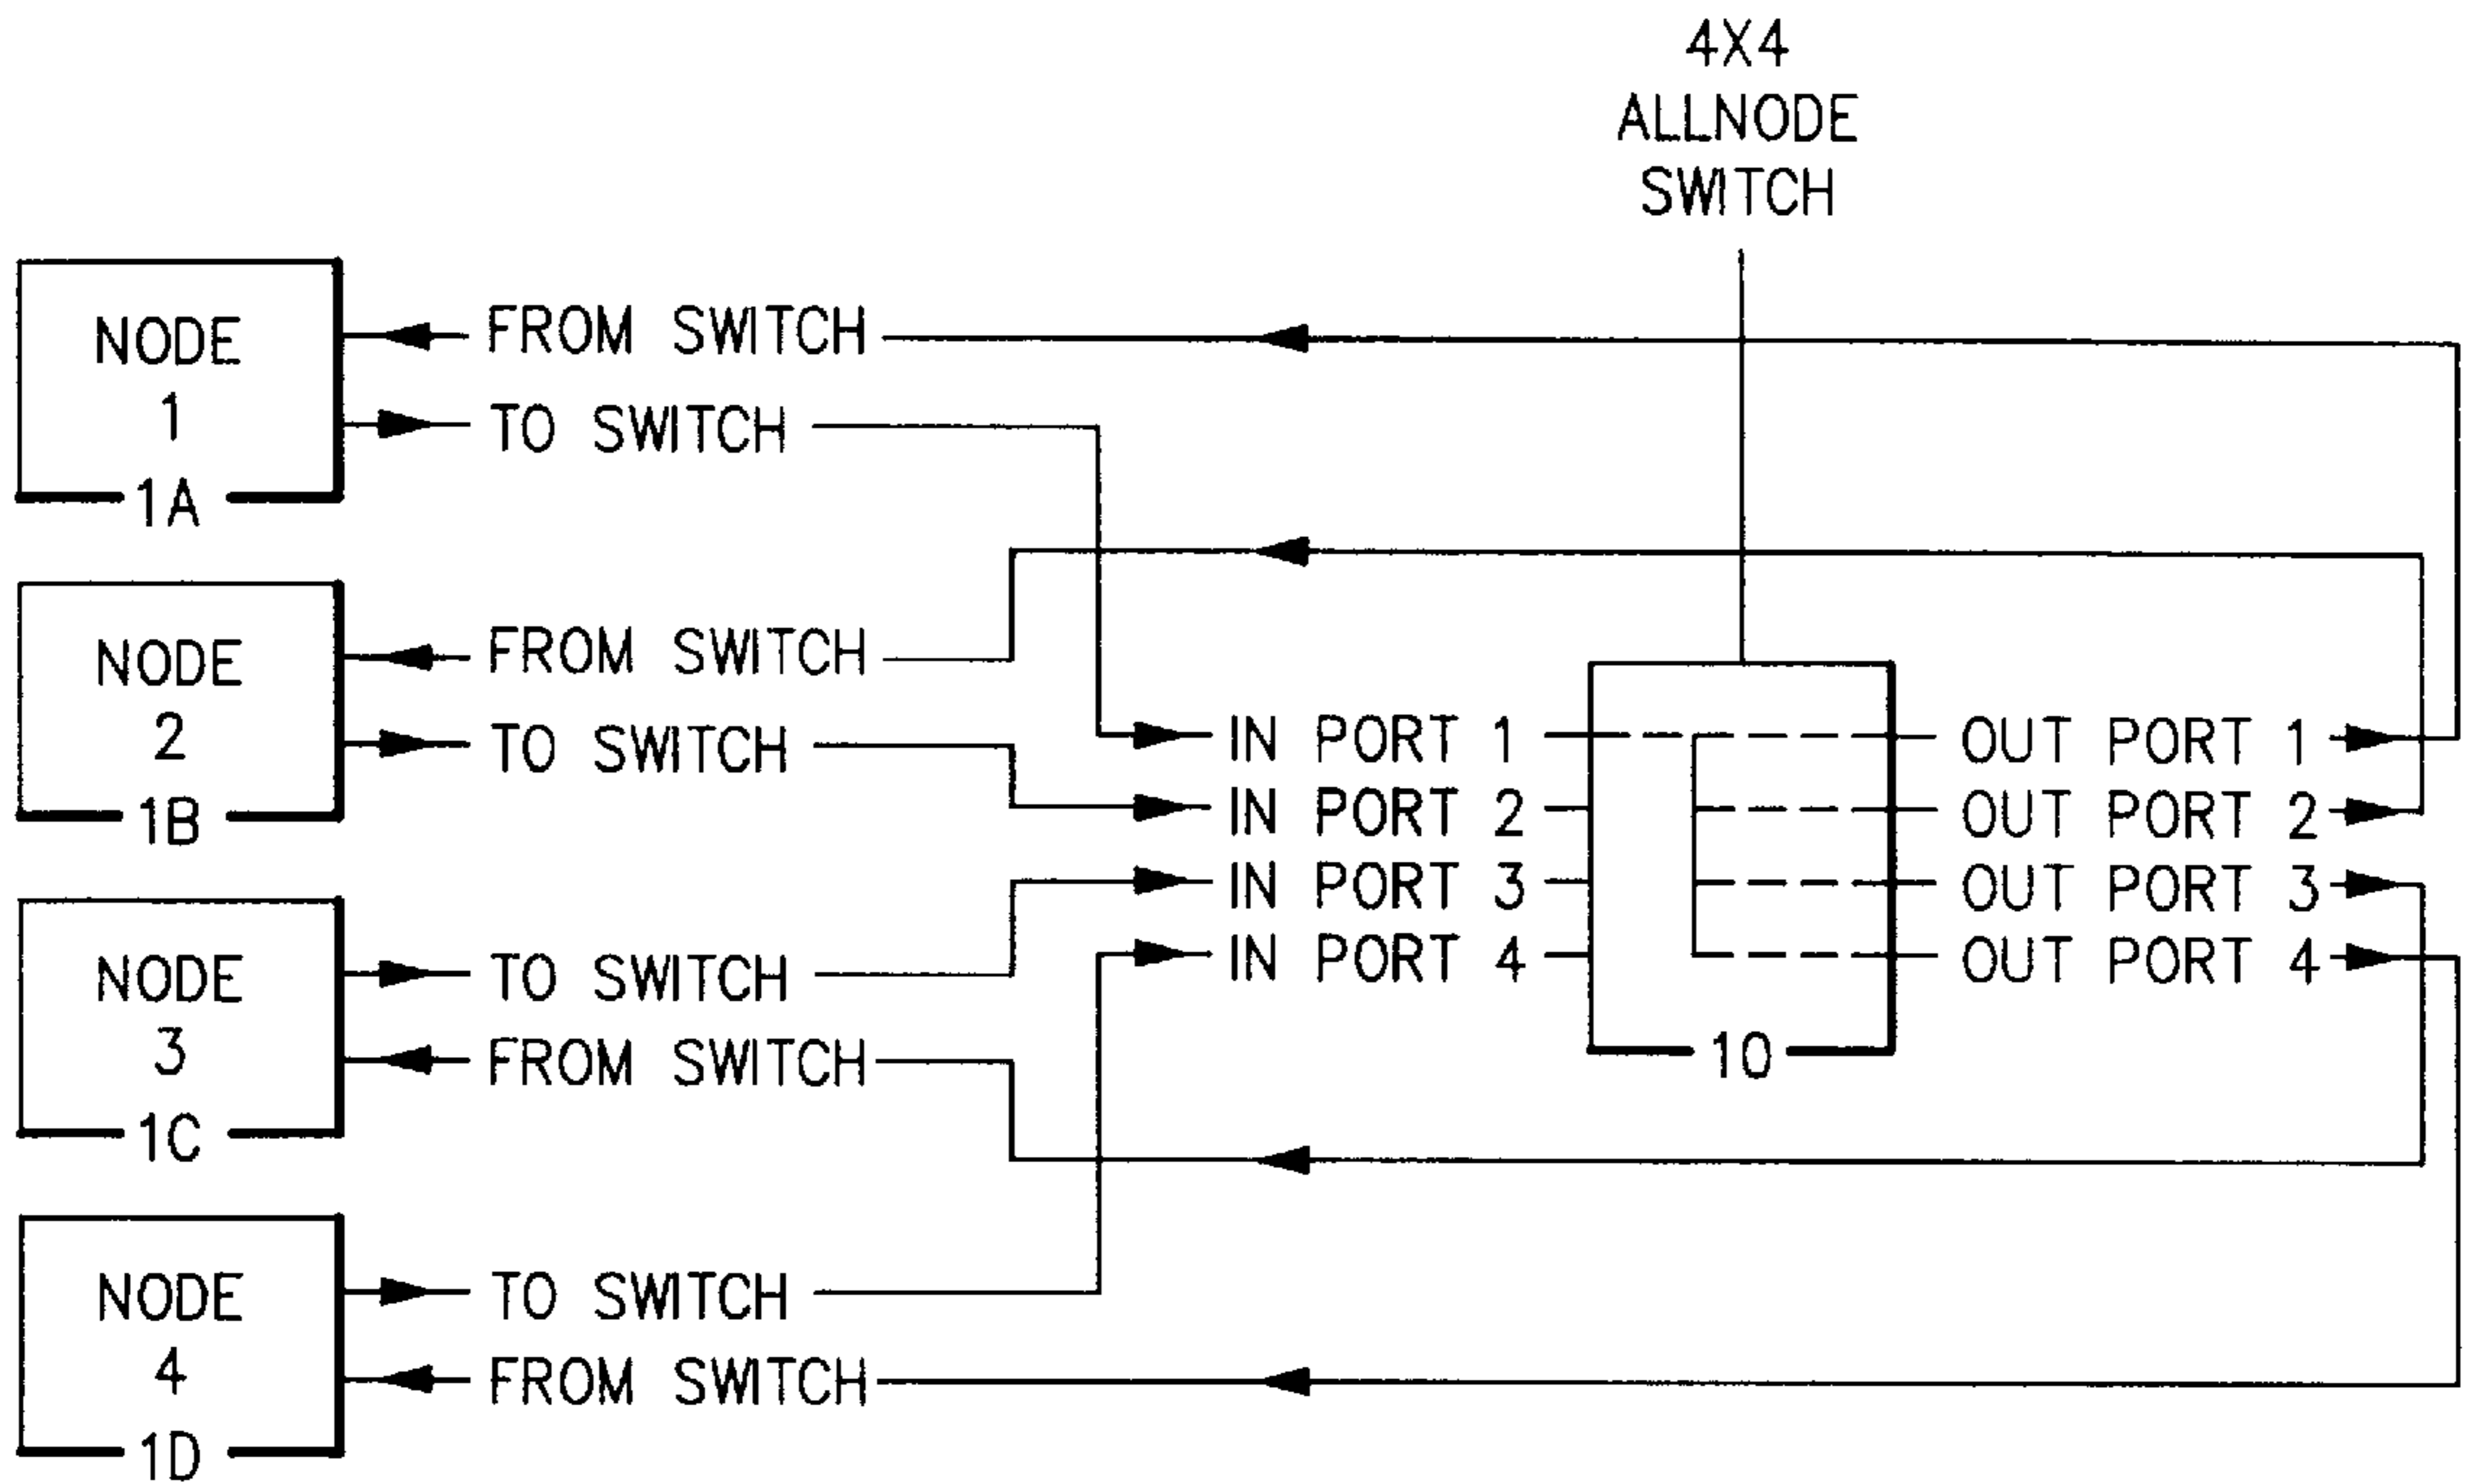 4X4
ALLNODE
SWITCH
NODE
1
1A
FROM SWITCH
TO SWITCH
NODE
2
1B
FROM SWITCH
TO SWITCH
NODE
3
1C
TO SWITCH
FROM SWITCH
NODE
4
1D
TO SWITCH
FROM SWITCH
IN PORT 1
IN PORT 2
IN PORT 3
IN PORT 4
10
OUT PORT 1
OUT PORT 2
OUT PORT 3
OUT PORT 4